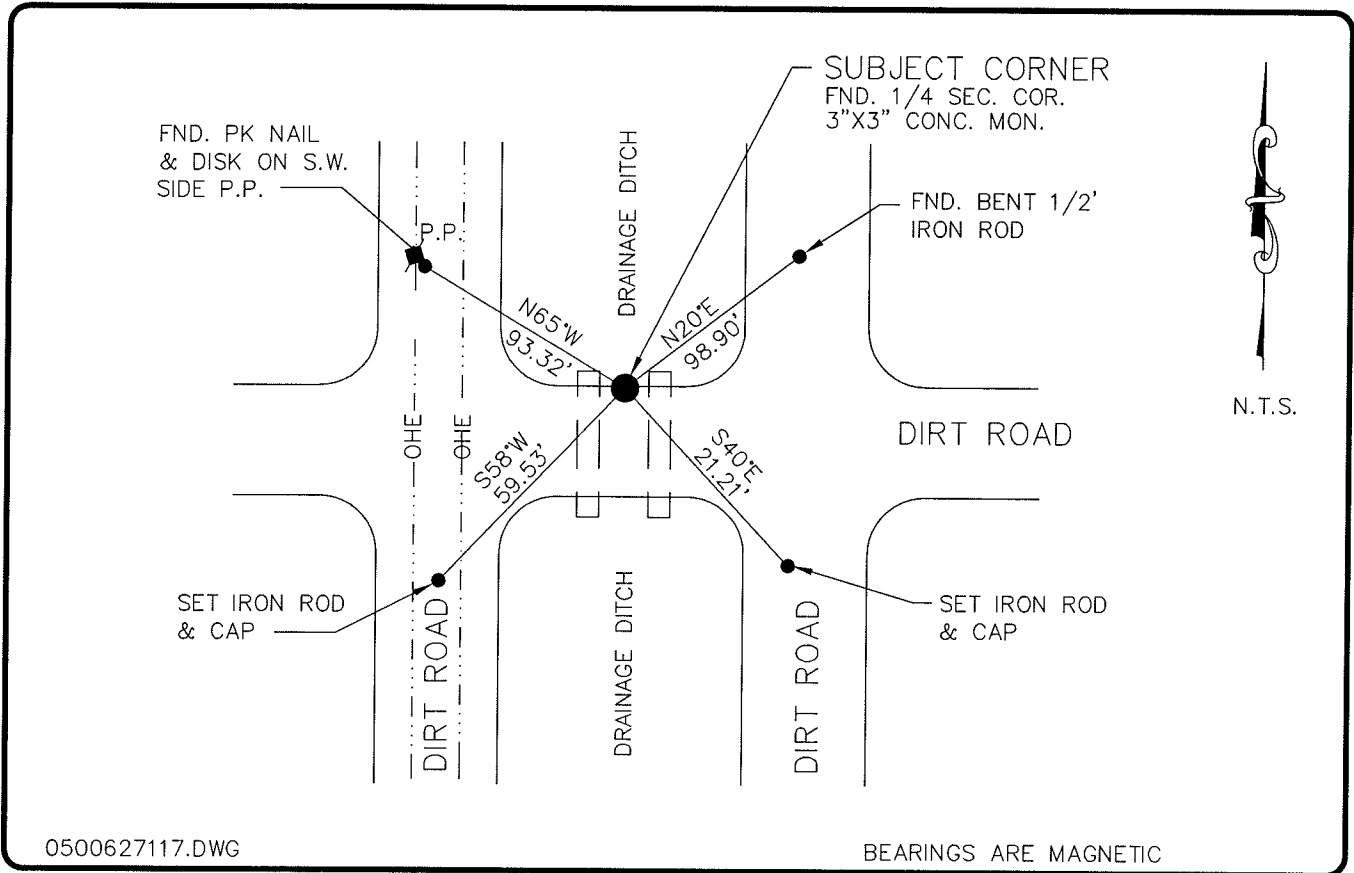 SUBJECT CORNER
FND. 1/4 SEC. COR.
3"X3" CONC. MON.
FND. PK NAIL
& DISK ON S.W.
SIDE P.P.
P.P.
DRAINAGE DITCH
FND. BENT 1/2'
IRON ROD
N65°W
93.32'
N20°E
98.90'
N.T.S.
OHE
OHE
DIRT ROAD
S58°W
59.53'
S40°E
21.21'
SET IRON ROD
& CAP
DIRT ROAD
DRAINAGE DITCH
DIRT ROAD
SET IRON ROD
& CAP
0500627117.DWG
BEARINGS ARE MAGNETIC